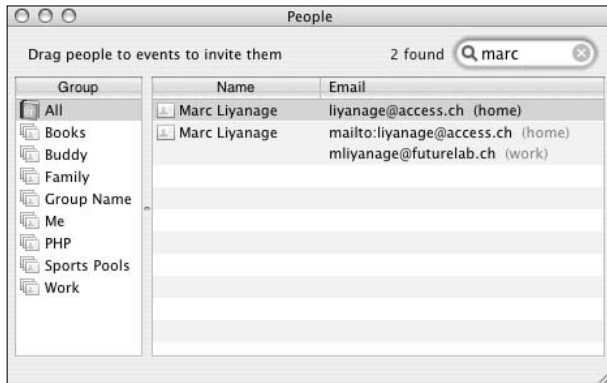 People
Drag people to events to invite them 2 found marc
Group Name Email
All Marc Liyanage liyanage@access.ch (home)
Books Marc Liyanage mailto:liyanage@access.ch (home)
Buddy mliyanage@futurelab.ch (work)
Family
Group Name
Me
PHP
Sports Pools
Work